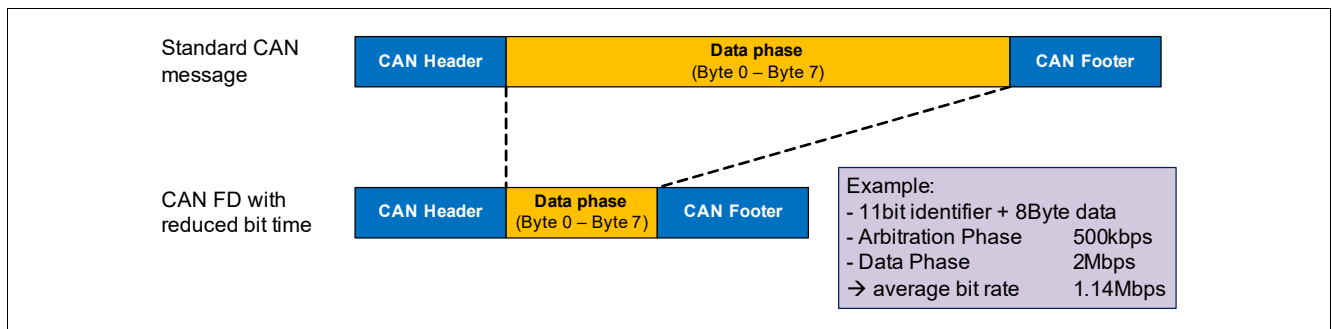 Standard CAN
message
CAN Header
Data phase
(Byte 0 – Byte 7)
CAN Footer
CAN FD with
reduced bit time
CAN Header
Data phase
(Byte 0 – Byte 7)
CAN Footer
Example:
- 11bit identifier + 8Byte data
- Arbitration Phase 500kbps
- Data Phase 2Mbps
→ average bit rate 1.14Mbps